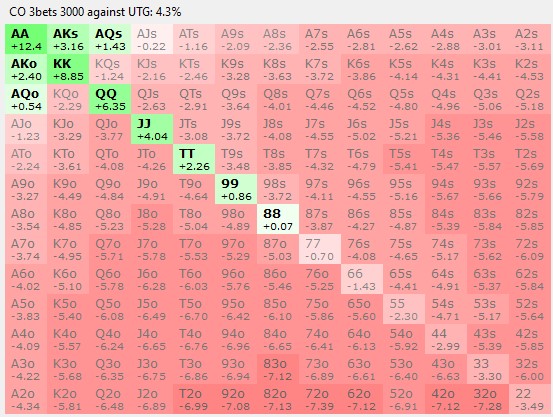 CO 3bets 3000 against UTG: 4.3%
AA AKs AQs AJs ATs A9s A8s A7s A6s A5s A4s A3s A2s
+12.4 +3.16 +1.43 -0.22 -1.16 -2.09 -2.36 -2.55 -2.81 -2.62 -2.88 -3.01 -3.11
AKo KK KQs KJs KTs K9s K8s K7s K6s K5s K4s K3s K2s
+2.40 +8.85 -1.24 -2.16 -2.46 -3.28 -3.63 -3.72 -3.86 -4.14 -4.31 -4.41 -4.53
AQo KQo QQ QJs QTs Q9s Q8s Q7s Q6s Q5s Q4s Q3s Q2s
+0.54 -2.29 +6.35 -2.63 -2.91 -3.64 -4.01 -4.46 -4.52 -4.80 -4.96 -5.06 -5.18
AJo KJo QJo JJ JTs J9s J8s J7s J6s J5s J4s J3s J2s
-1.23 -3.29 -3.77 +4.04 -3.08 -3.72 -4.08 -4.55 -5.02 -5.21 -5.36 -5.46 -5.58
ATo KTo QTo JTo TT T9s T8s T7s T6s T5s T4s T3s T2s
-2.24 -3.61 -4.08 -4.26 +2.26 -3.48 -3.85 -4.32 -4.79 -5.41 -5.47 -5.57 -5.69
A9o K9o Q9o J9o T9o 99 98s 97s 96s 95s 94s 93s 92s
-3.27 -4.49 -4.84 -4.91 -4.64 +0.86 -3.72 -4.11 -4.55 -5.16 -5.67 -5.66 -5.79
A8o K8o Q8o J8o T8o 98o 88 87s 86s 85s 84s 83s 82s
-3.54 -4.85 -5.23 -5.28 -5.04 -4.89 +0.07 -3.87 -4.27 -4.87 -5.39 -5.84 -5.85
A7o K7o Q7o J7o T7o 97o 87o 77 76s 75s 74s 73s 72s
-3.74 -4.95 -5.71 -5.78 -5.53 -5.29 -5.03 -0.70 -4.08 -4.65 -5.17 -5.62 -6.09
A6o K6o Q6o J6o T6o 96o 86o 76o 66 65s 64s 63s 62s
-4.02 -5.10 -5.78 -6.28 -6.03 -5.76 -5.46 -5.25 -1.43 -4.41 -4.91 -5.37 -5.84
A5o K5o Q5o J5o T5o 95o 85o 75o 65o 55 54s 53s 52s
-3.83 -5.40 -6.08 -6.49 -6.70 -6.42 -6.10 -5.86 -5.60 -2.30 -4.71 -5.17 -5.64
A4o K4o Q4o J4o T4o 94o 84o 74o 64o 54o 44 43s 42s
-4.09 -5.57 -6.24 -6.65 -6.76 -6.96 -6.65 -6.41 -6.13 -5.92 -2.99 -5.39 -5.85
A3o K3o Q3o J3o T3o 93o 83o 73o 63o 53o 43o 33 32s
-4.22 -5.68 -6.35 -6.75 -6.86 -6.94 -7.12 -6.89 -6.61 -6.40 -6.63 -3.30 -6.00
A2o K2o Q2o J2o T2o 92o 82o 72o 62o 52o 42o 32o 22
-4.34 -5.81 -6.48 -6.89 -6.99 -7.08 -7.13 -7.39 -7.12 -6.91 -7.12 -7.28 -3.49